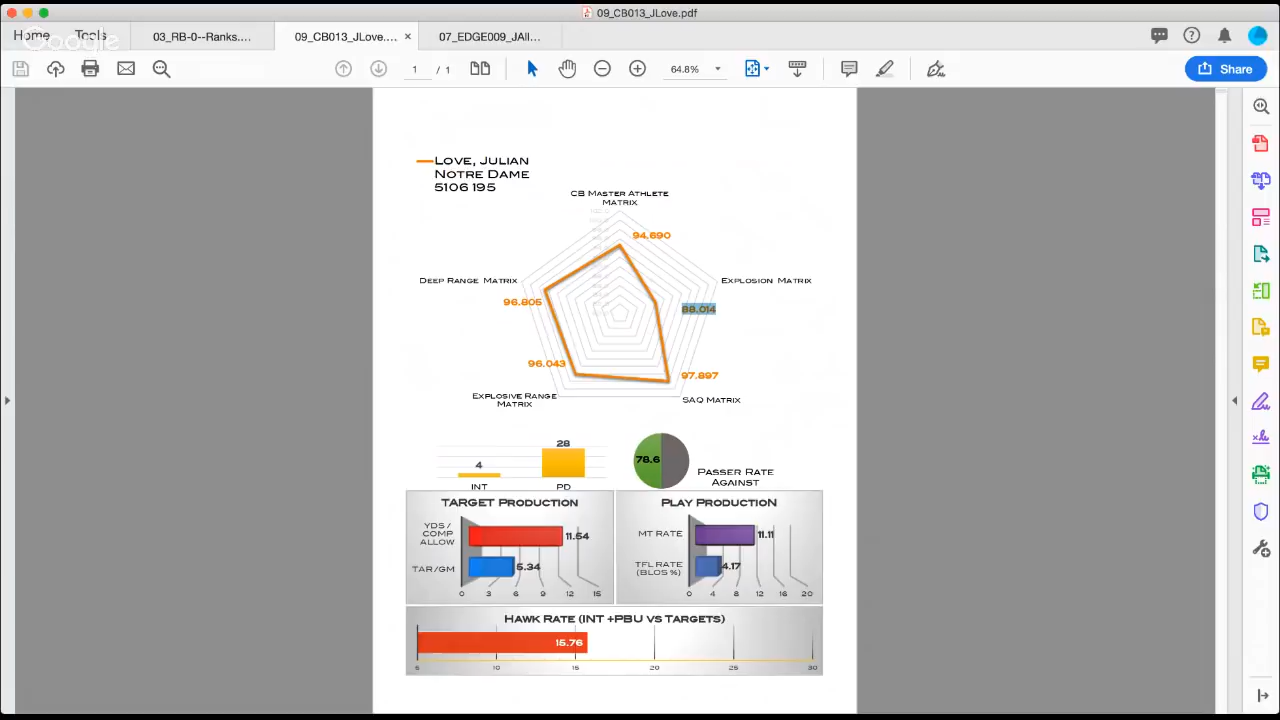 09_CB013_JLove.pdf
Home
Tools
Google
03_RB-0--Ranks....
09_CB013_JLove....
07_EDGE009_JAll...
1 / 1
64.8%
Share
LOVE, JULIAN
NOTRE DAME
5106 195
CB MASTER ATHLETE
MATRIX
94.690
DEEP RANGE MATRIX
EXPLOSION MATRIX
96.805
88.014
96.043
97.897
EXPLOSIVE RANGE
MATRIX
SAQ MATRIX
4
28
INT
PD
78.6
PASSER RATE
AGAINST
TARGET PRODUCTION
YDS /
COMP
ALLOW
11.54
TAR/GM
5.34
0 3 6 9 12 15
PLAY PRODUCTION
MT RATE
11.11
TFL RATE
(BLOS %)
4.17
0 4 8 12 16 20
HAWK RATE (INT +PBU VS TARGETS)
15.76
5 10 15 20 25 30